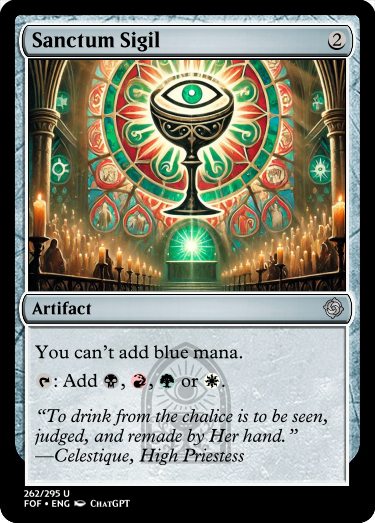 Sanctum Sigil 2
Artifact
You can't add blue mana.
: Add , , or .
“To drink from the chalice is to be seen,
judged, and remade by Her hand.”
—Celestique, High Priestess
262/295 U
FOF • ENG ChatGPT